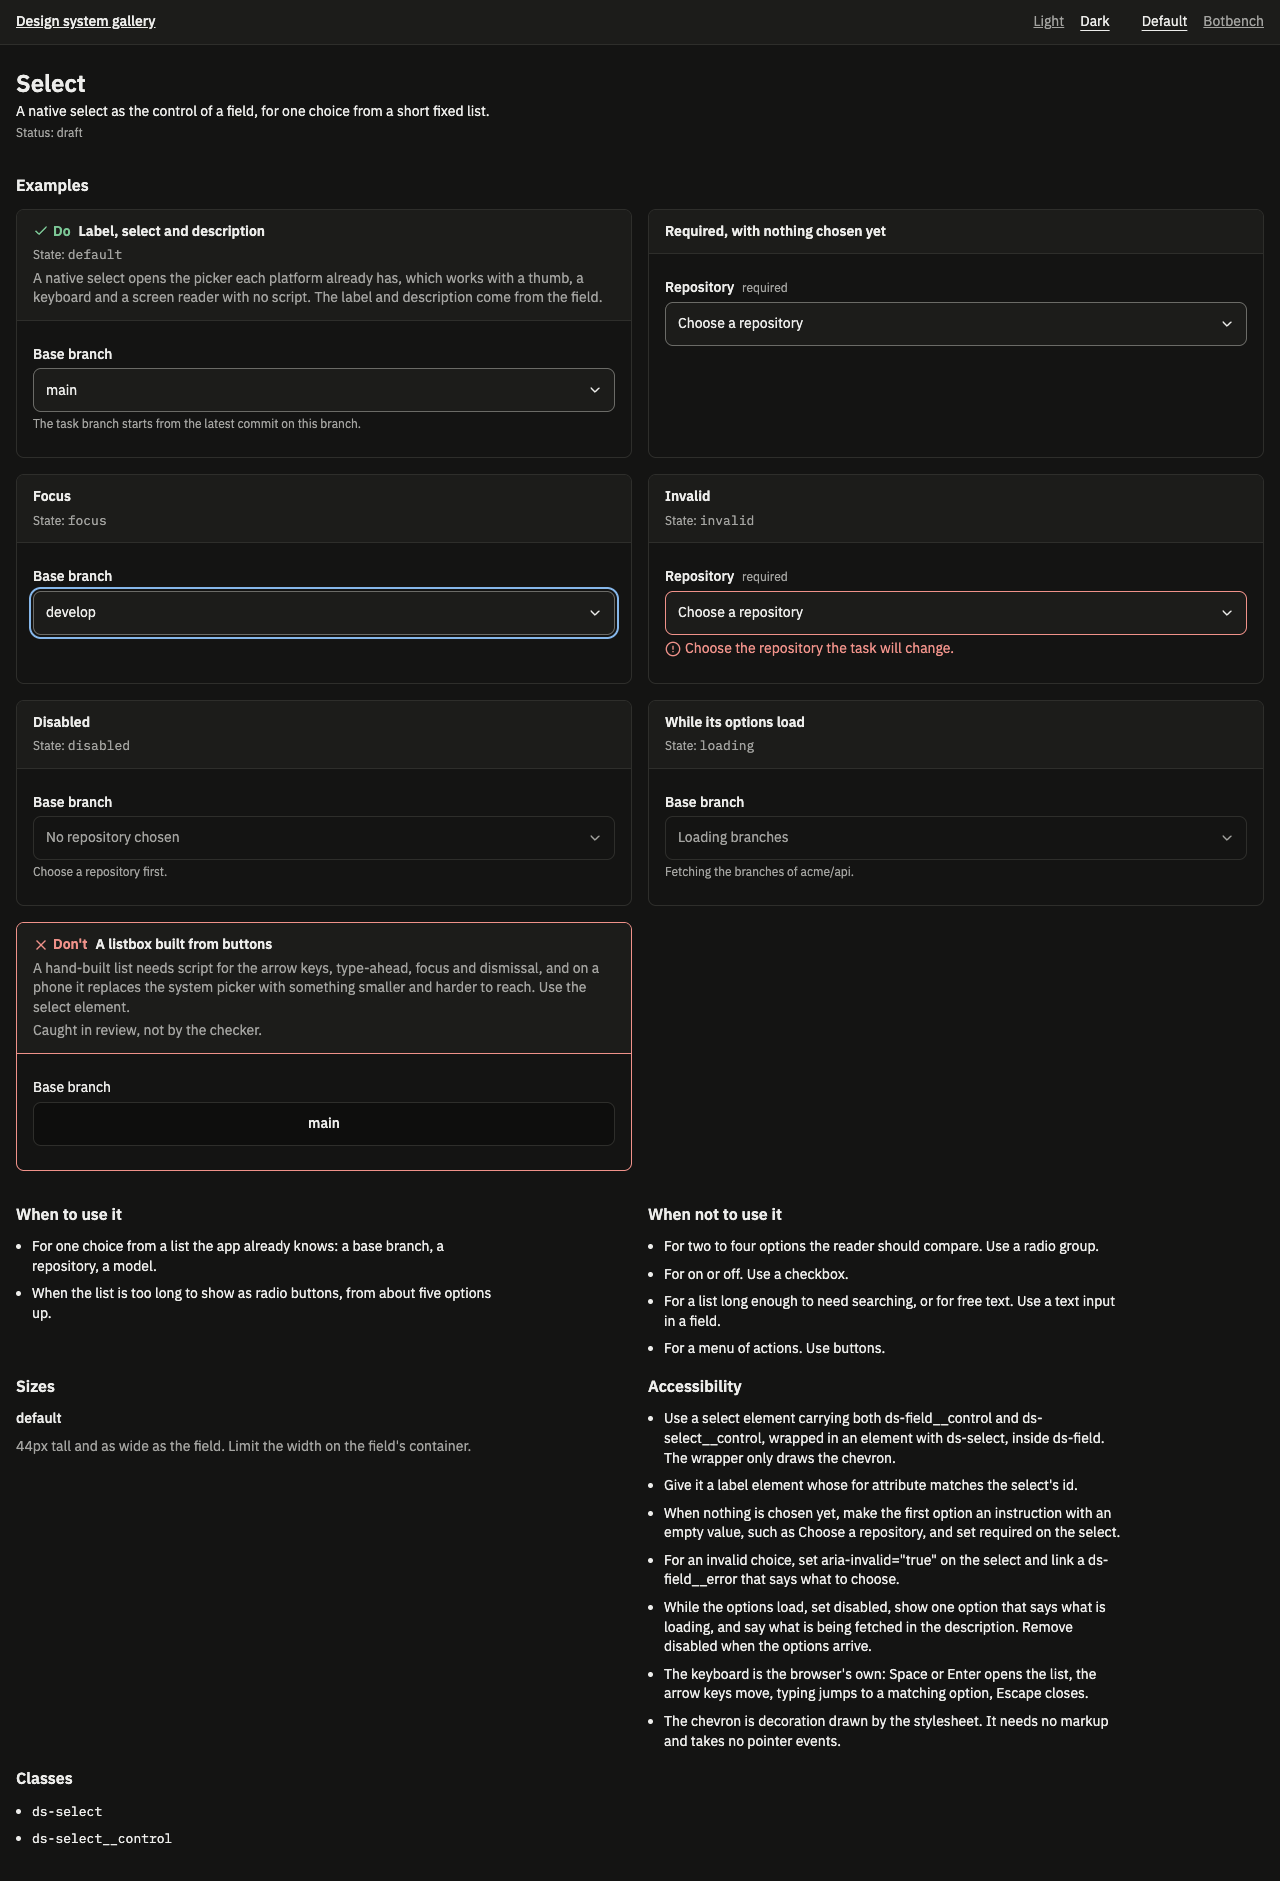 Design system gallery
Light Dark Default Botbench
Select
A native select as the control of a field, for one choice from a short fixed list.
Status: draft
Examples
Do Label, select and description
State: default
A native select opens the picker each platform already has, which works with a thumb, a
keyboard and a screen reader with no script. The label and description come from the field.
Base branch
main
The task branch starts from the latest commit on this branch.
Required, with nothing chosen yet
Repository required
Choose a repository
Focus
State: focus
Base branch
develop
Invalid
State: invalid
Repository required
Choose a repository
Choose the repository the task will change.
Disabled
State: disabled
Base branch
No repository chosen
Choose a repository first.
While its options load
State: loading
Base branch
Loading branches
Fetching the branches of acme/api.
Don't A listbox built from buttons
A hand-built list needs script for the arrow keys, type-ahead, focus and dismissal, and on a
phone it replaces the system picker with something smaller and harder to reach. Use the
select element.
Caught in review, not by the checker.
Base branch
main
When to use it
For one choice from a list the app already knows: a base branch, a
repository, a model.
When the list is too long to show as radio buttons, from about five options
up.
When not to use it
For two to four options the reader should compare. Use a radio group.
For on or off. Use a checkbox.
For a list long enough to need searching, or for free text. Use a text input
in a field.
For a menu of actions. Use buttons.
Sizes
default
44px tall and as wide as the field. Limit the width on the field's container.
Accessibility
Use a select element carrying both ds-field__control and ds-
select__control, wrapped in an element with ds-select, inside ds-field.
The wrapper only draws the chevron.
Give it a label element whose for attribute matches the select's id.
When nothing is chosen yet, make the first option an instruction with an
empty value, such as Choose a repository, and set required on the select.
For an invalid choice, set aria-invalid="true" on the select and link a ds-
field__error that says what to choose.
While the options load, set disabled, show one option that says what is
loading, and say what is being fetched in the description. Remove
disabled when the options arrive.
The keyboard is the browser's own: Space or Enter opens the list, the
arrow keys move, typing jumps to a matching option, Escape closes.
The chevron is decoration drawn by the stylesheet. It needs no markup
and takes no pointer events.
Classes
ds-select
ds-select__control